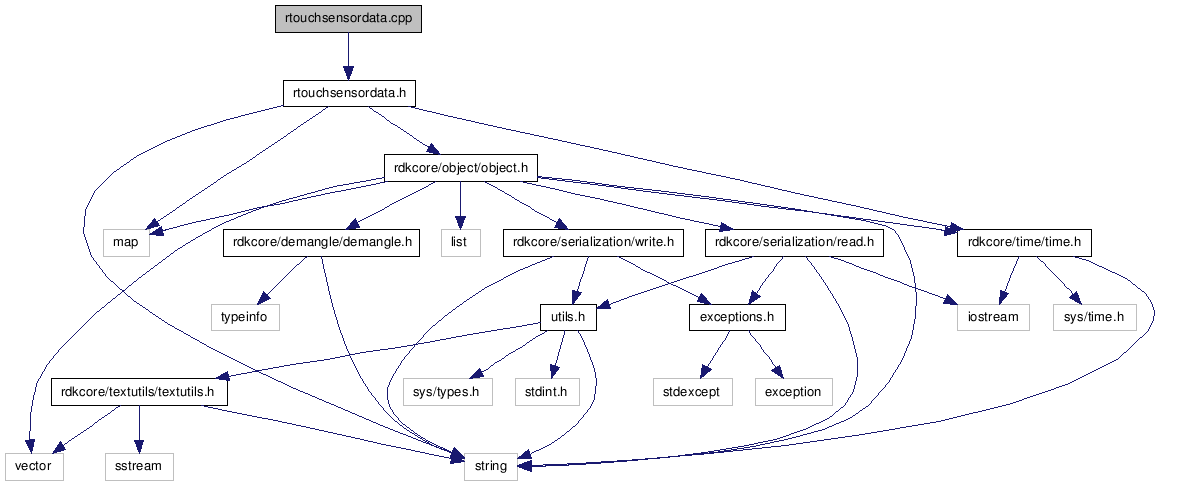 rtouchsensordata.cpp
rtouchsensordata.h
rdkcore/object/object.h
map
rdkcore/demangle/demangle.h
list
rdkcore/serialization/write.h
rdkcore/serialization/read.h
rdkcore/time/time.h
typeinfo
utils.h
exceptions.h
iostream
sys/time.h
rdkcore/textutils/textutils.h
sys/types.h
stdint.h
stdexcept
exception
vector
sstream
string